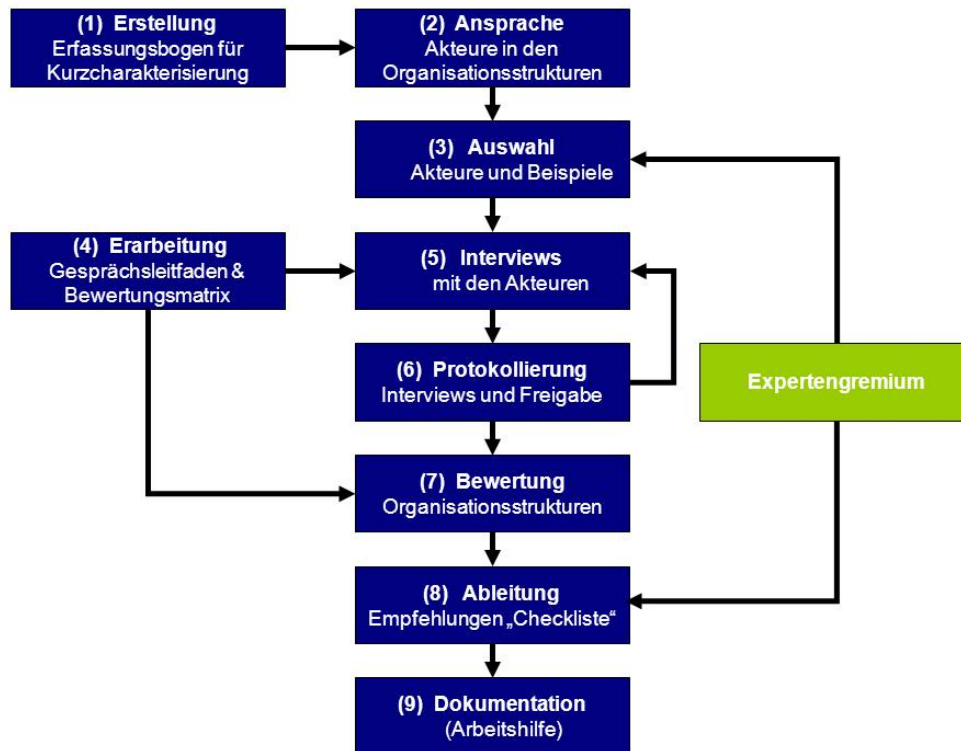 (1) Erstellung
Erfassungsbogen für
Kurzcharakterisierung
(2) Ansprache
Akteure in den
Organisationsstrukturen
(3) Auswahl
Akteure und Beispiele
(4) Erarbeitung
Gesprächsleitfaden &
Bewertungsmatrix
(5) Interviews
mit den Akteuren
(6) Protokollierung
Interviews und Freigabe
Expertengremium
(7) Bewertung
Organisationsstrukturen
(8) Ableitung
Empfehlungen „Checkliste“
(9) Dokumentation
(Arbeitshilfe)